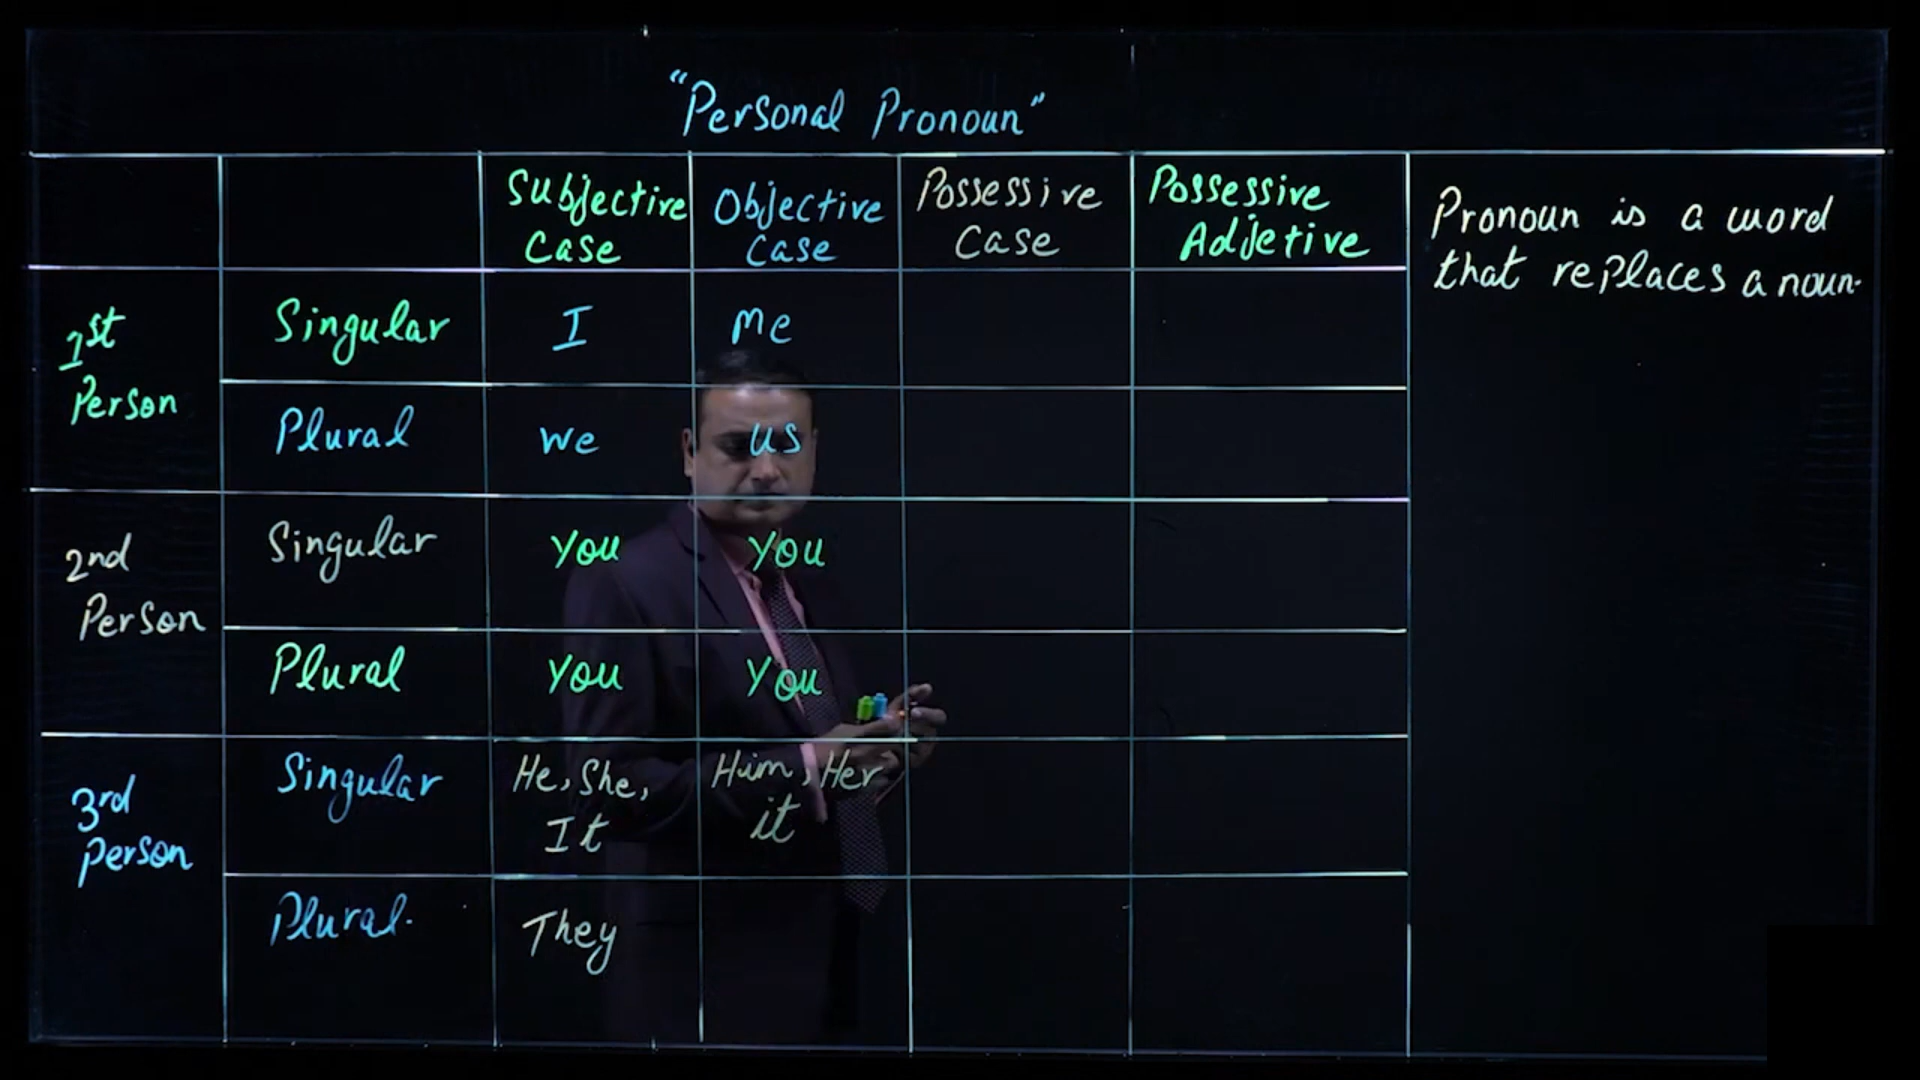 "Personal Pronoun"
Subjective Case
Objective Case
Possessive Case
Possessive Adjetive
Pronoun is a word
that replaces a noun.
1st Person
Singular I me
Plural we us
2nd Person
Singular You You
Plural You You
3rd Person
Singular He, She, It Him, Her it
Plural. They